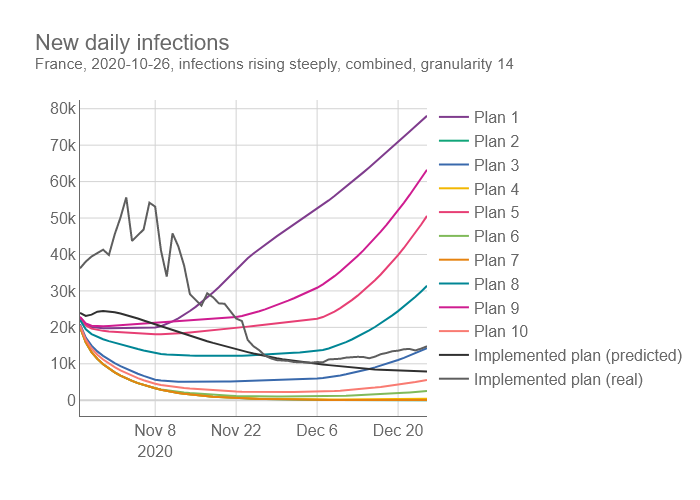 New daily infections
France, 2020-10-26, infections rising steeply, combined, granularity 14
80k
70k
60k
50k
40k
30k
20k
10k
0
Nov 8
2020
Nov 22
Dec 6
Dec 20
Plan 1
Plan 2
Plan 3
Plan 4
Plan 5
Plan 6
Plan 7
Plan 8
Plan 9
Plan 10
Implemented plan (predicted)
Implemented plan (real)